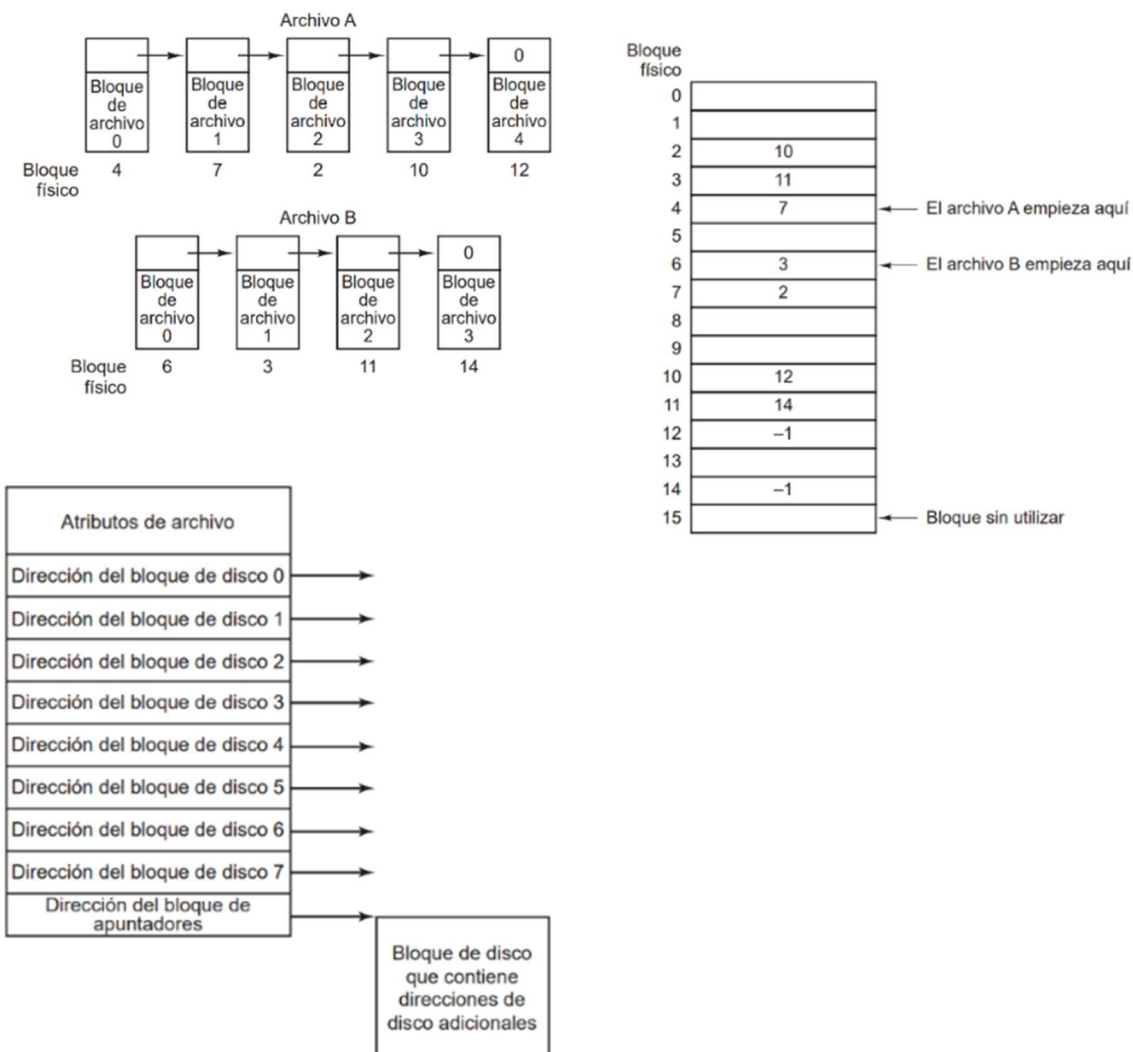 Archivo A
0
Bloque de archivo 0
Bloque de archivo 1
Bloque de archivo 2
Bloque de archivo 3
Bloque de archivo 4
Bloque físico 4 7 2 10 12
Archivo B
0
Bloque de archivo 0
Bloque de archivo 1
Bloque de archivo 2
Bloque de archivo 3
Bloque físico 6 3 11 14
Bloque
físico
0
1
2 10
3 11
4 7 El archivo A empieza aquí
5
6 3 El archivo B empieza aquí
7 2
8
9
10 12
11 14
12 –1
13
14 –1
15 Bloque sin utilizar
Atributos de archivo
Dirección del bloque de disco 0
Dirección del bloque de disco 1
Dirección del bloque de disco 2
Dirección del bloque de disco 3
Dirección del bloque de disco 4
Dirección del bloque de disco 5
Dirección del bloque de disco 6
Dirección del bloque de disco 7
Dirección del bloque de
apuntadores
Bloque de disco
que contiene
direcciones de
disco adicionales